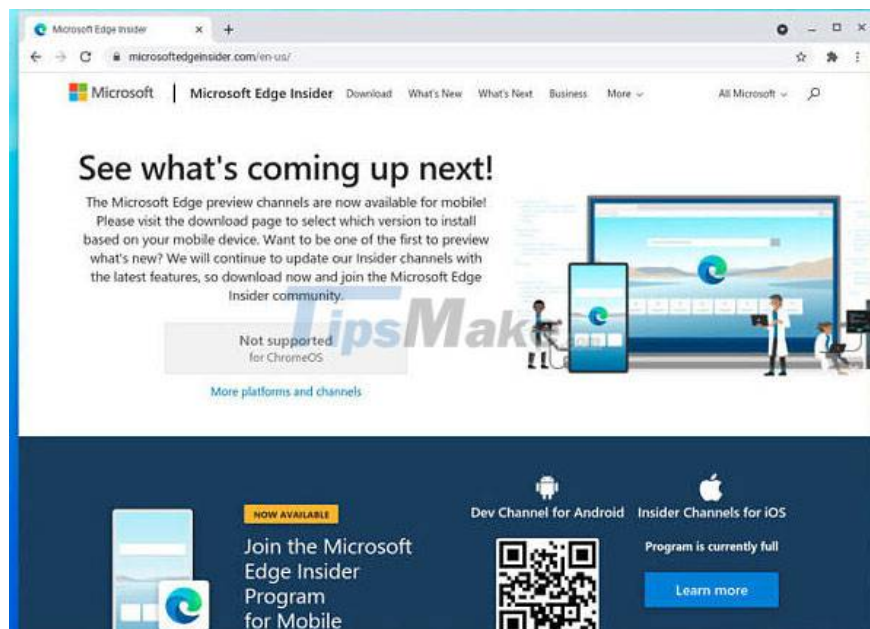 Microsoft Edge Insider
microsoftedgeinsider.com/en-us/
Microsoft
Microsoft Edge Insider Download What's New What's Next Business More All Microsoft
See what's coming up next!
The Microsoft Edge preview channels are now available for mobile!
Please visit the download page to select which version to install
based on your mobile device. Want to be one of the first to preview
what's new? We will continue to update our Insider channels with
the latest features, so download now and join the Microsoft Edge
Insider community.
TipsMake
Not supported
for ChromeOS
More platforms and channels
NOW AVAILABLE
Join the Microsoft
Edge Insider
Program
for Mobile
Dev Channel for Android
Insider Channels for iOS
Program is currently full
Learn more